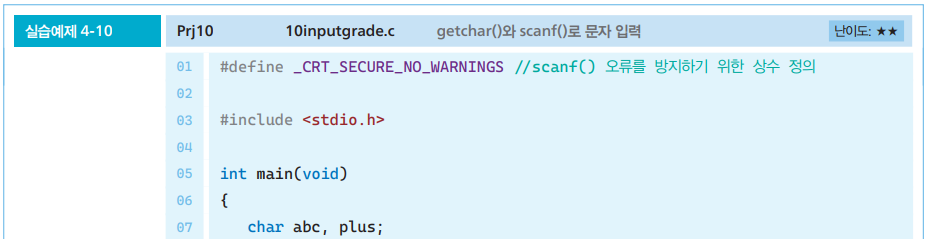 실습예제 4-10 Prj10 10inputgrade.c getchar()와 scanf()로 문자 입력 난이도: ★★
01 #define _CRT_SECURE_NO_WARNINGS //scanf() 오류를 방지하기 위한 상수 정의
02
03 #include <stdio.h>
04
05 int main(void)
06 {
07 char abc, plus;